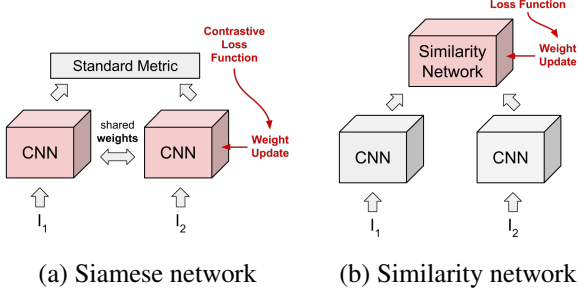 Contrastive
Loss
Function
Standard Metric
CNN
shared
weights
CNN
Weight
Update
I1
I2
(a) Siamese network
Loss Function
Similarity
Network
Weight
Update
CNN
CNN
I1
I2
(b) Similarity network